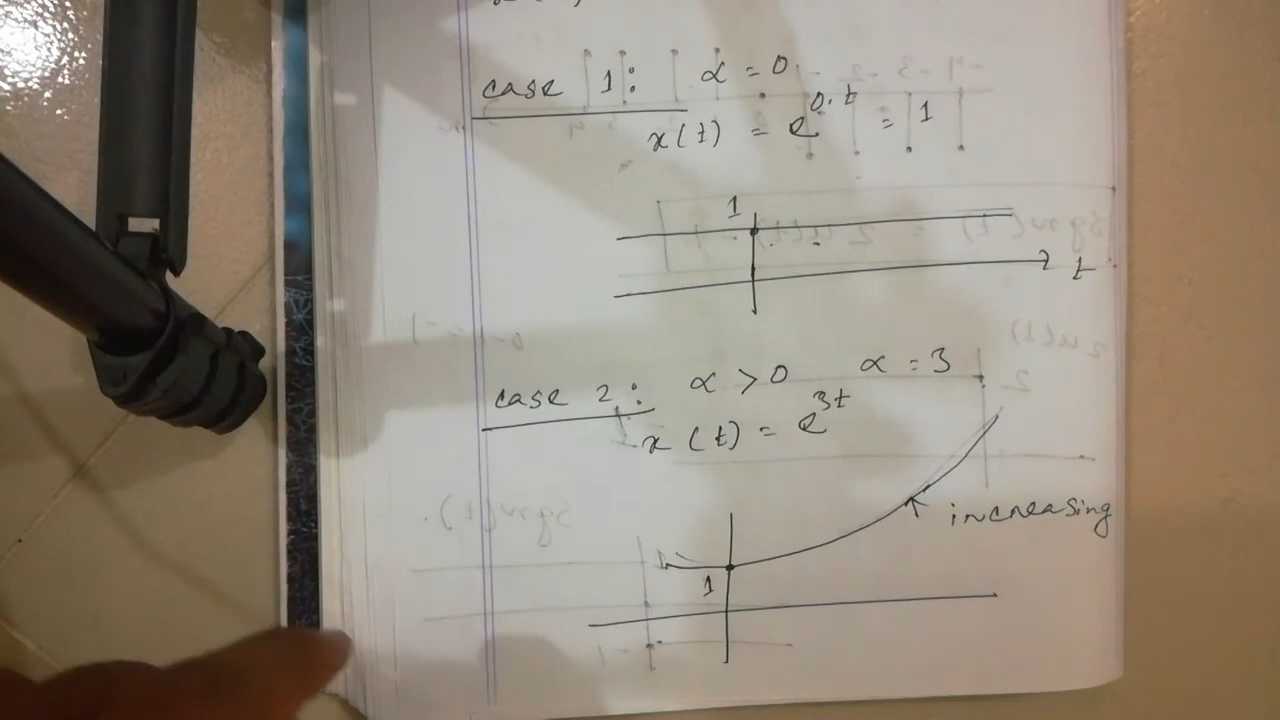 case 1: α = 0
x(t) = e^{0.t} = 1
1
t
case 2: α > 0 α = 3
x(t) = e^{3t}
increasing
1